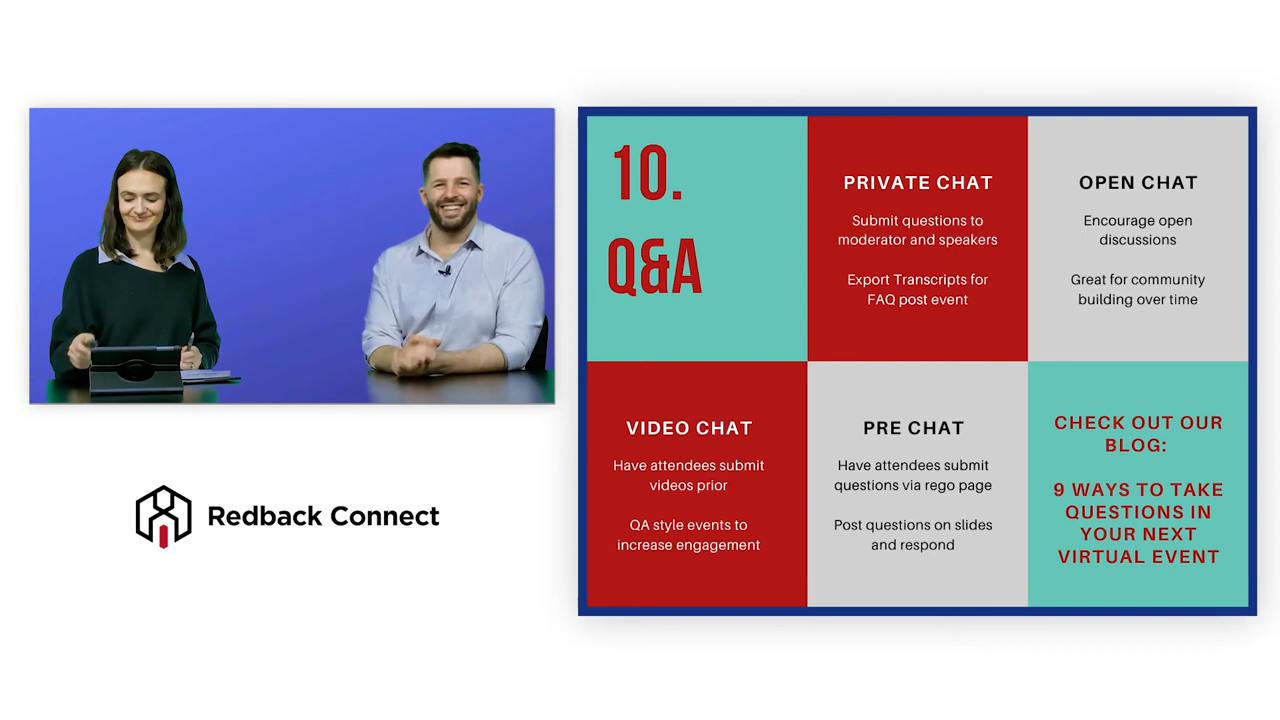 10.
Q&A
PRIVATE CHAT
Submit questions to
moderator and speakers
Export Transcripts for
FAQ post event
OPEN CHAT
Encourage open
discussions
Great for community
building over time
VIDEO CHAT
Have attendees submit
videos prior
QA style events to
increase engagement
PRE CHAT
Have attendees submit
questions via rego page
Post questions on slides
and respond
CHECK OUT OUR
BLOG:
9 WAYS TO TAKE
QUESTIONS IN
YOUR NEXT
VIRTUAL EVENT
Redback Connect